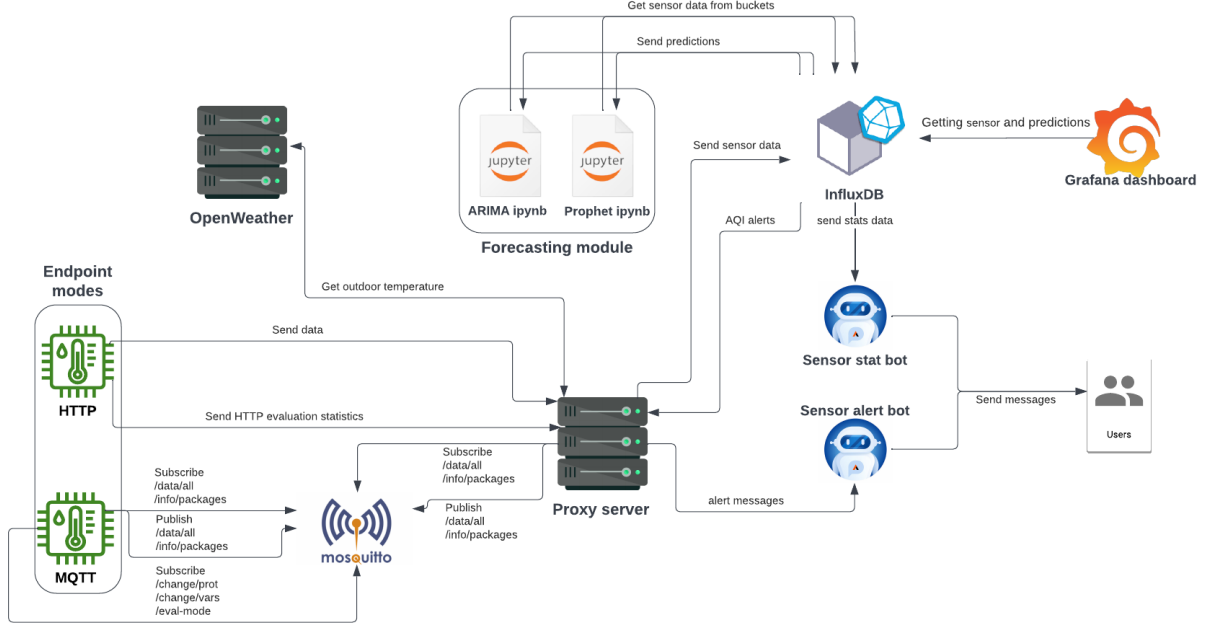 Get sensor data from buckets
Send predictions
jupyter
jupyter
ARIMA ipynb
Prophet ipynb
Forecasting module
OpenWeather
Send sensor data
InfluxDB
Getting sensor and predictions
Grafana dashboard
AQI alerts
send stats data
Endpoint
modes
Get outdoor temperature
Send data
HTTP
Send HTTP evaluation statistics
Sensor stat bot
Sensor alert bot
Send messages
Users
Subscribe
/data/all
/info/packages
Publish
/data/all
/info/packages
Proxy server
alert messages
Subscribe
/data/all
/info/packages
Publish
/data/all
/info/packages
mosquitto
MQTT
Subscribe
/change/prot
/change/vars
/eval-mode